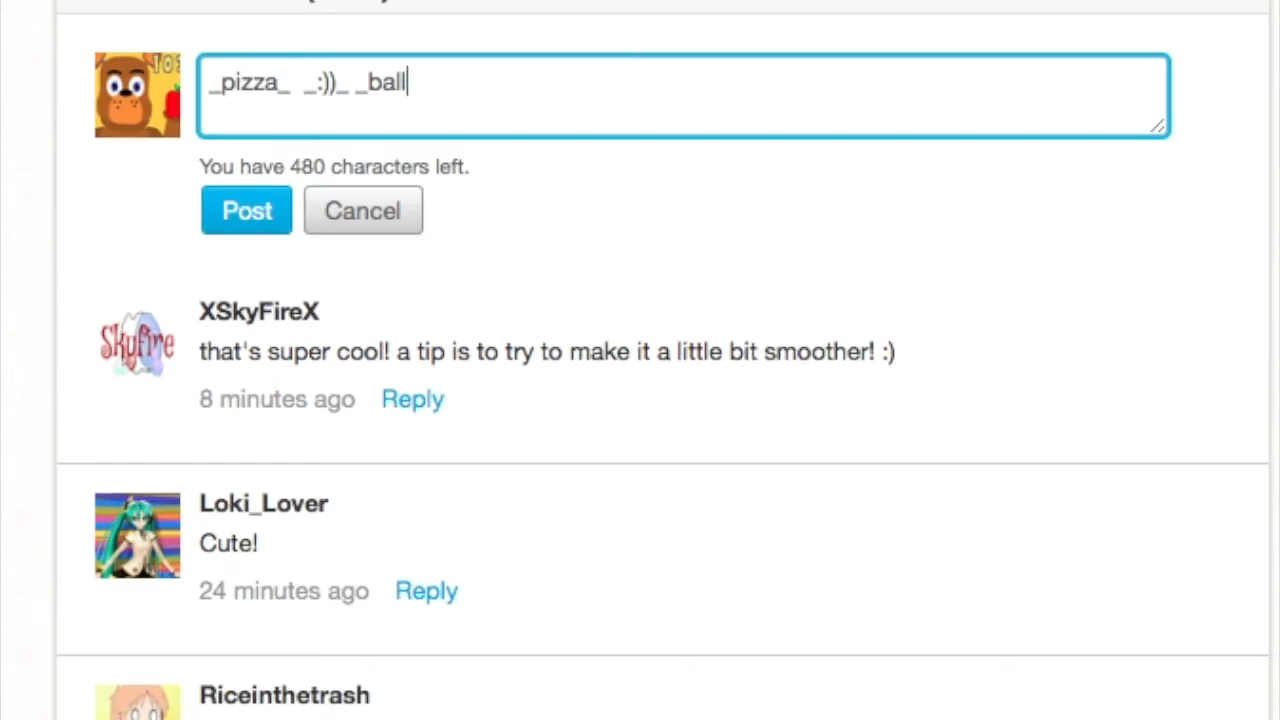 _pizza_  _:))_ _ball
You have 480 characters left.
Post
Cancel
Skyfire
XSkyFireX
that's super cool! a tip is to try to make it a little bit smoother! :)
8 minutes ago
Reply
Loki_Lover
Cute!
24 minutes ago
Reply
Riceinthetrash